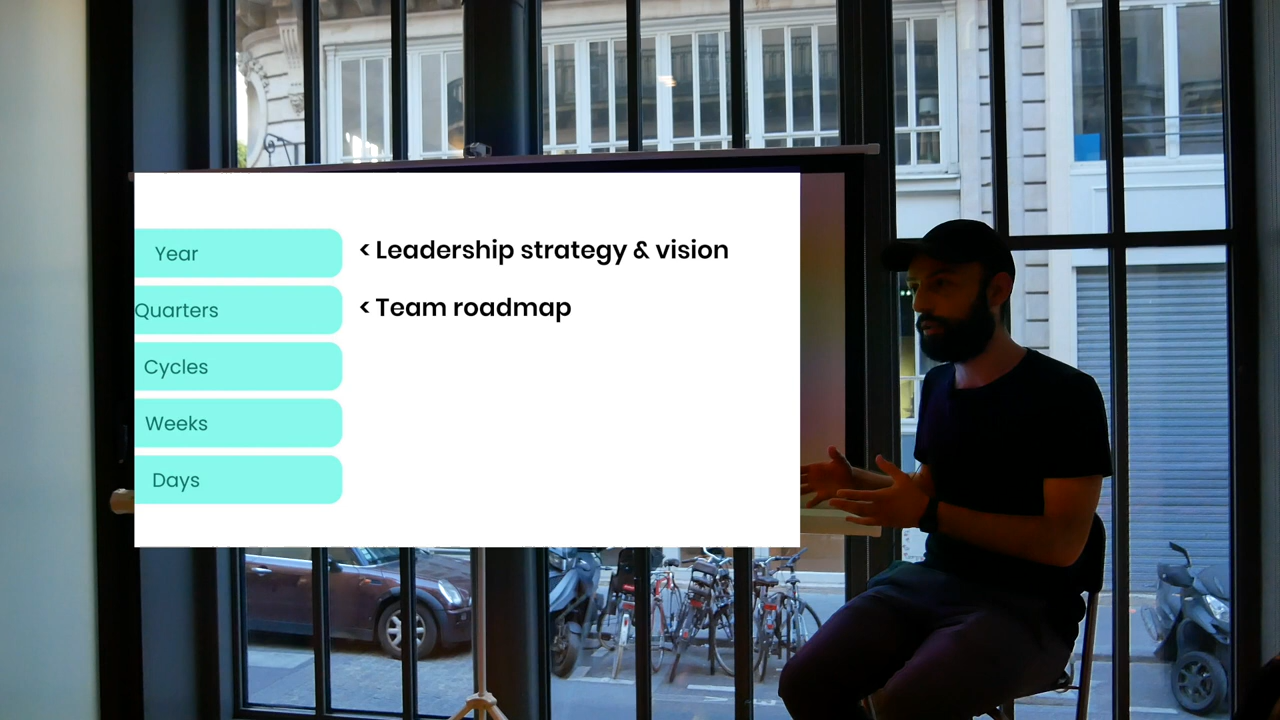 Year
< Leadership strategy & vision
Quarters
< Team roadmap
Cycles
Weeks
Days